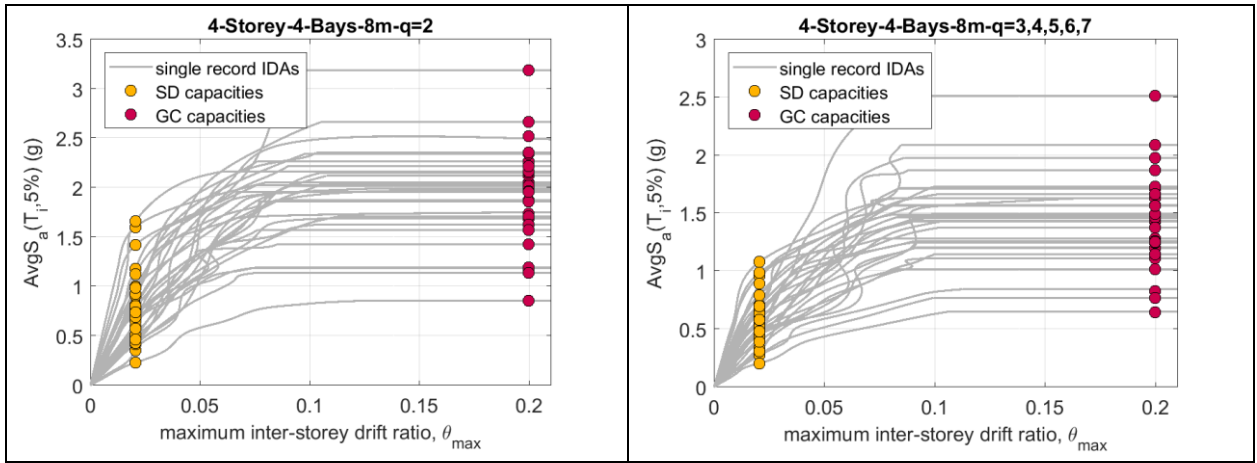 4-Storey-4-Bays-8m-q=2
3.5
3
2.5
2
1.5
1
0.5
0
AvgSa(Ti,5%) (g)
single record IDAs
SD capacities
GC capacities
0 0.05 0.1 0.15 0.2
maximum inter-storey drift ratio, θmax
4-Storey-4-Bays-8m-q=3,4,5,6,7
3
2.5
2
1.5
1
0.5
0
AvgSa(Ti,5%) (g)
single record IDAs
SD capacities
GC capacities
0 0.05 0.1 0.15 0.2
maximum inter-storey drift ratio, θmax